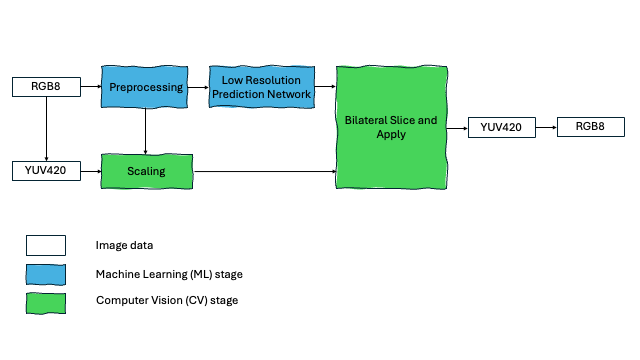 RGB8
Preprocessing
Low Resolution
Prediction Network
Bilateral Slice and
Apply
YUV420
RGB8
YUV420
Scaling
Image data
Machine Learning (ML) stage
Computer Vision (CV) stage